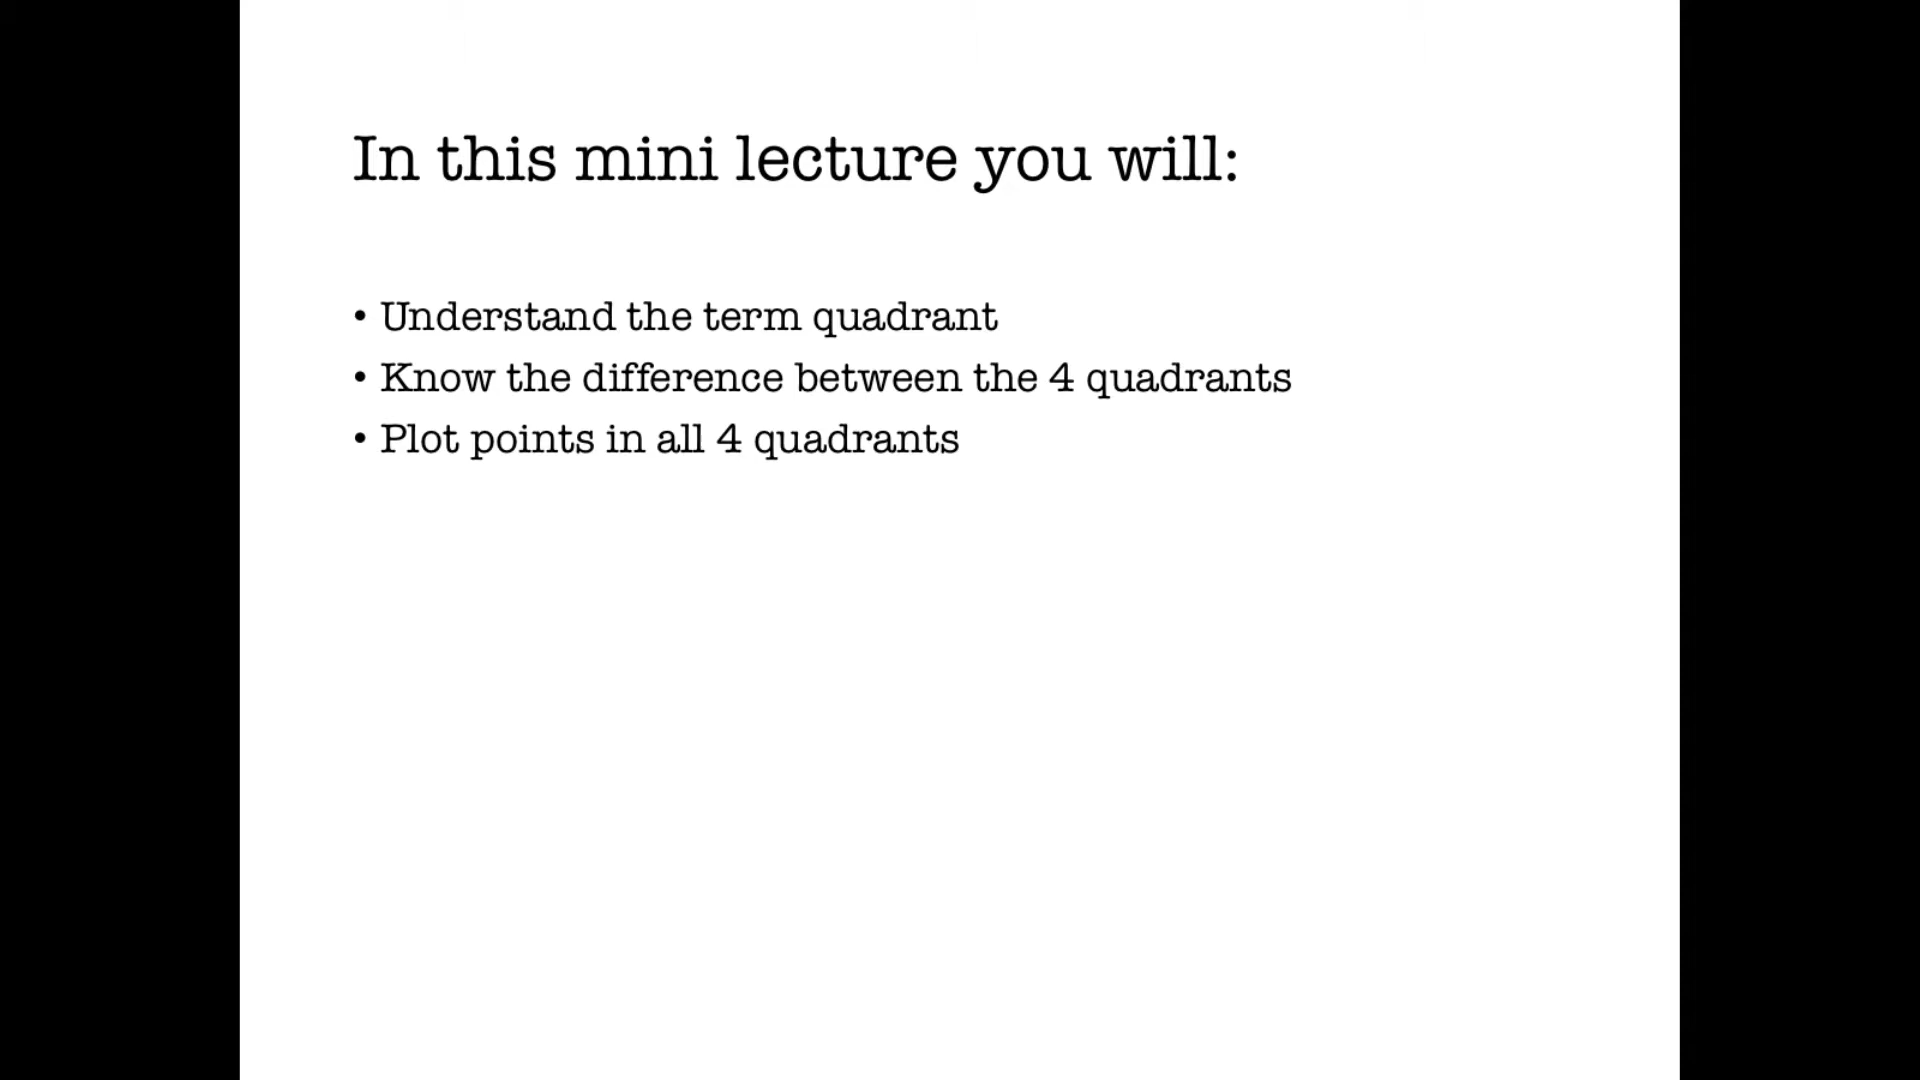 In this mini lecture you will:
• Understand the term quadrant
• Know the difference between the 4 quadrants
• Plot points in all 4 quadrants